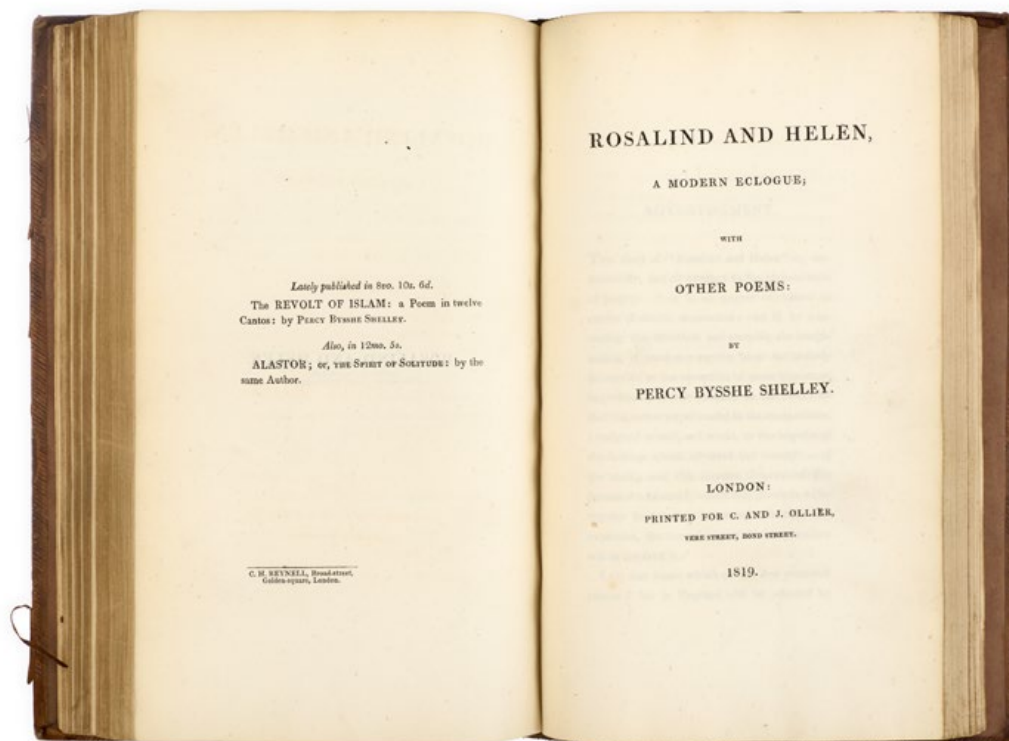 Lately published in 8vo. 10s. 6d.
The REVOLT OF ISLAM: a Poem in twelve
Cantos: by PERCY BYSSHE SHELLEY.
Also, in 12mo. 5s.
ALASTOR; or, THE SPIRIT OF SOLITUDE: by the
same Author.
C. H. REYNELL, Broad-street,
Golden-square, London.
ROSALIND AND HELEN,
A MODERN ECLOGUE;
WITH
OTHER POEMS:
BY
PERCY BYSSHE SHELLEY.
LONDON:
PRINTED FOR C. AND J. OLLIER,
VERE STREET, BOND STREET.
1819.